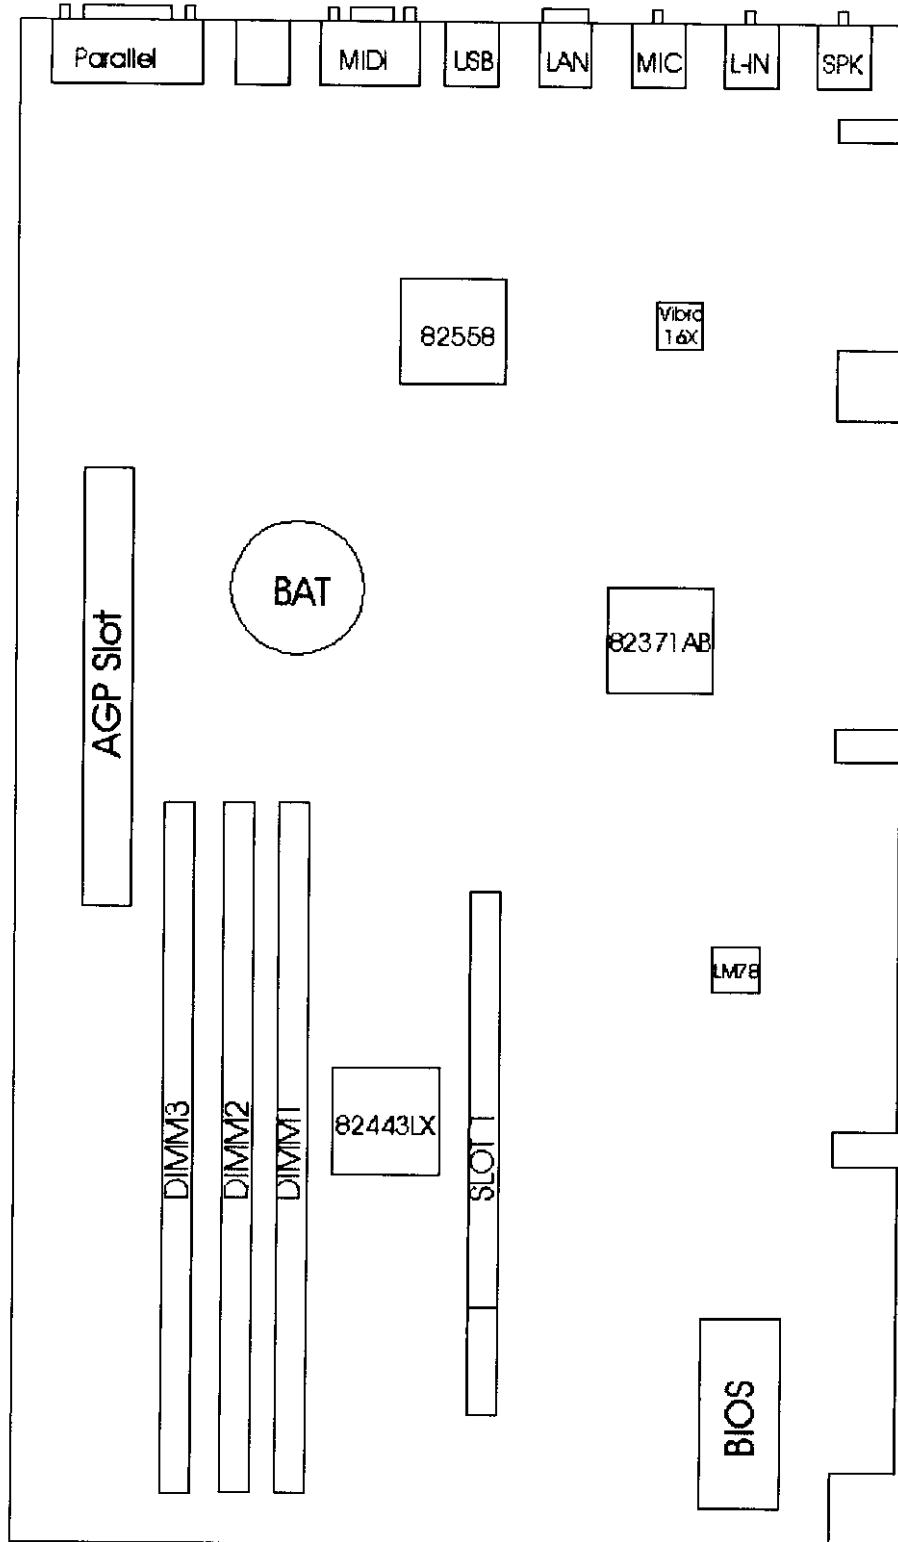 Parallel
MIDI
USB
LAN
MIC
L-IN
SPK
82558
Vibra
16X
AGP Slot
BAT
82371AB
LM78
DIMM3
DIMM2
DIMM1
82443LX
SLOT 1
BIOS